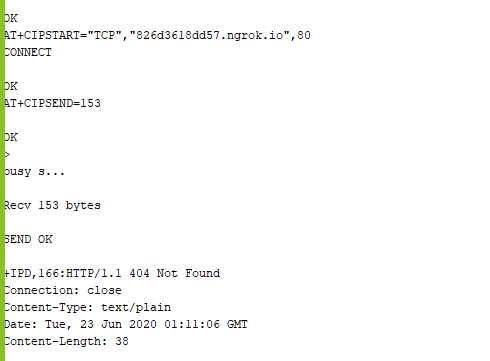 OK
AT+CIPSTART="TCP","826d3618dd57.ngrok.io",80
CONNECT
OK
AT+CIPSEND=153
OK
>
busy s...
Recv 153 bytes
SEND OK
+IPD,166:HTTP/1.1 404 Not Found
Connection: close
Content-Type: text/plain
Date: Tue, 23 Jun 2020 01:11:06 GMT
Content-Length: 38